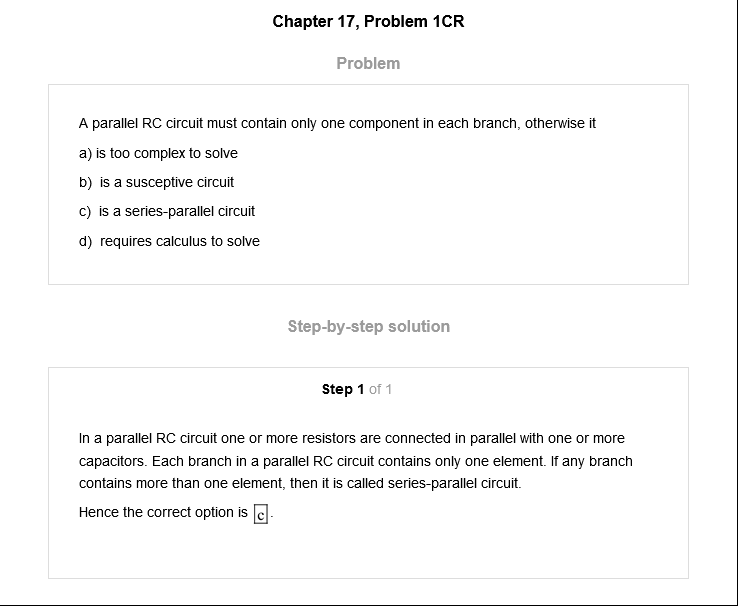 Chapter 17, Problem 1CR
Problem
A parallel RC circuit must contain only one component in each branch, otherwise it
a) is too complex to solve
b) is a susceptive circuit
c) is a series-parallel circuit
d) requires calculus to solve
Step-by-step solution
Step 1 of 1
In a parallel RC circuit one or more resistors are connected in parallel with one or more
capacitors. Each branch in a parallel RC circuit contains only one element. If any branch
contains more than one element, then it is called series-parallel circuit.
Hence the correct option is c.